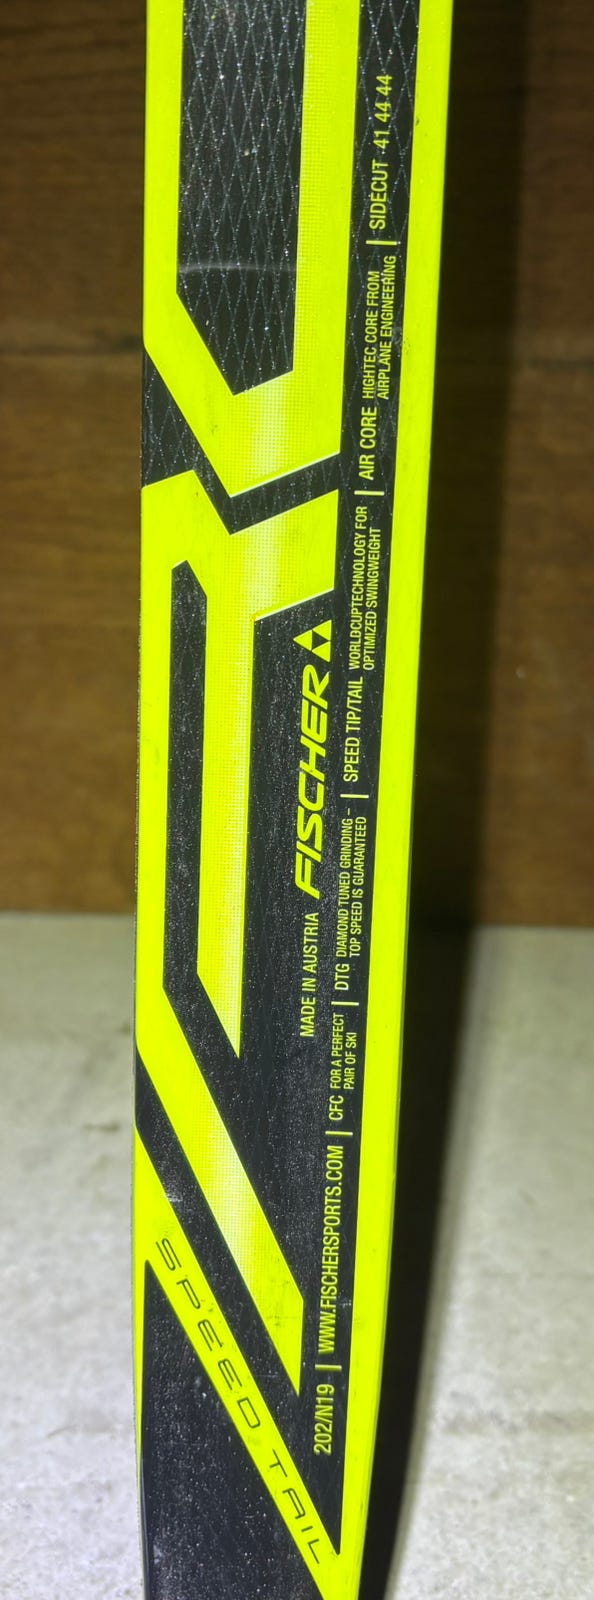 202/N19 | WWW.FISCHERSPORTS.COM | CFC FOR A PERFECT
PAIR OF SKI | DTG DIAMOND TUNED GRINDING –
TOP SPEED IS GUARANTEED | SPEED TIP/TAIL WORLDCUPTECHNOLOGY FOR
OPTIMIZED SWINGWEIGHT | AIR CORE HIGHTEC CORE FROM
AIRPLANE ENGINEERING | SIDECUT 41 44 44
MADE IN AUSTRIA FISCHER
SPEED TAIL